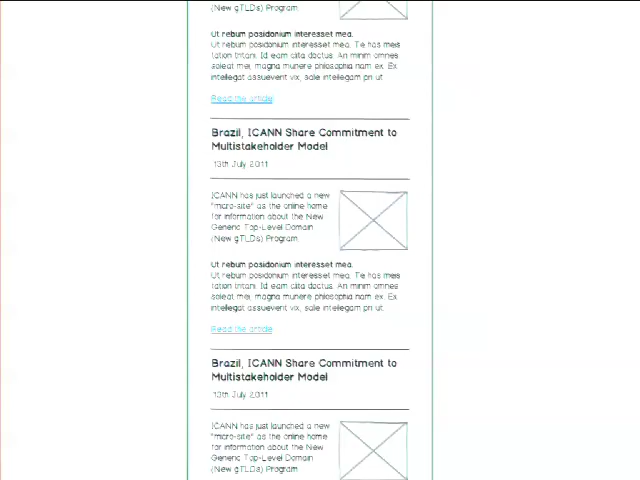 (New gTLDs) Program
Ut rebum posidonium interesset mea.
Ut rebum posidonium interesset mea. Te has meis
tation tritani. Id eam clita doctus. An minim omnes
soleat mei, magna munere philosophia nam ex. Ex
intellegat assueverit vix, sale intellegam pri ut.
Read the article
Brazil, ICANN Share Commitment to
Multistakeholder Model
13th July 2011
ICANN has just launched a new
"micro-site" as the online home
for information about the New
Generic Top-Level Domain
(New gTLDs) Program
Ut rebum posidonium interesset mea.
Ut rebum posidonium interesset mea. Te has meis
tation tritani. Id eam clita doctus. An minim omnes
soleat mei, magna munere philosophia nam ex. Ex
intellegat assueverit vix, sale intellegam pri ut.
Read the article
Brazil, ICANN Share Commitment to
Multistakeholder Model
13th July 2011
ICANN has just launched a new
"micro-site" as the online home
for information about the New
Generic Top-Level Domain
(New gTLDs) Program